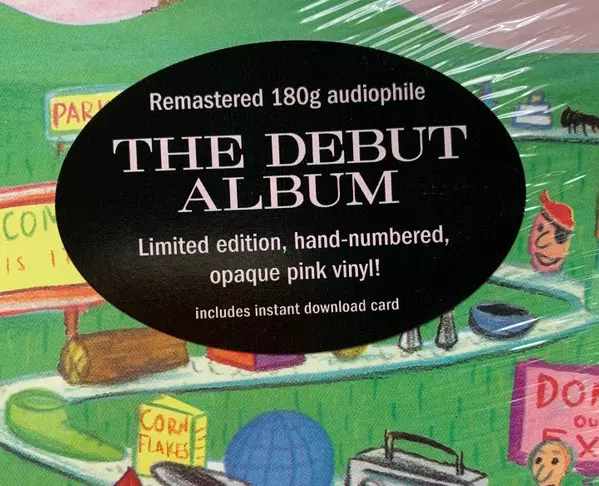 Remastered 180g audiophile
THE DEBUT
ALBUM
Limited edition, hand-numbered,
opaque pink vinyl!
includes instant download card
CORN
FLAKES